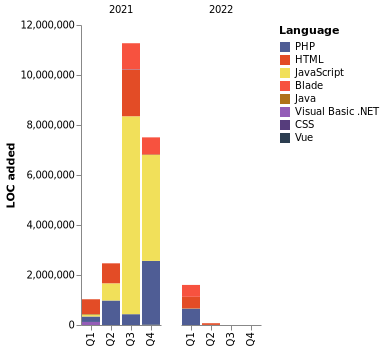 2021
2022
LOC added
12,000,000
10,000,000
8,000,000
6,000,000
4,000,000
2,000,000
0
Q1
Q2
Q3
Q4
Q1
Q2
Q3
Q4
Language
PHP
HTML
JavaScript
Blade
Java
Visual Basic .NET
CSS
Vue